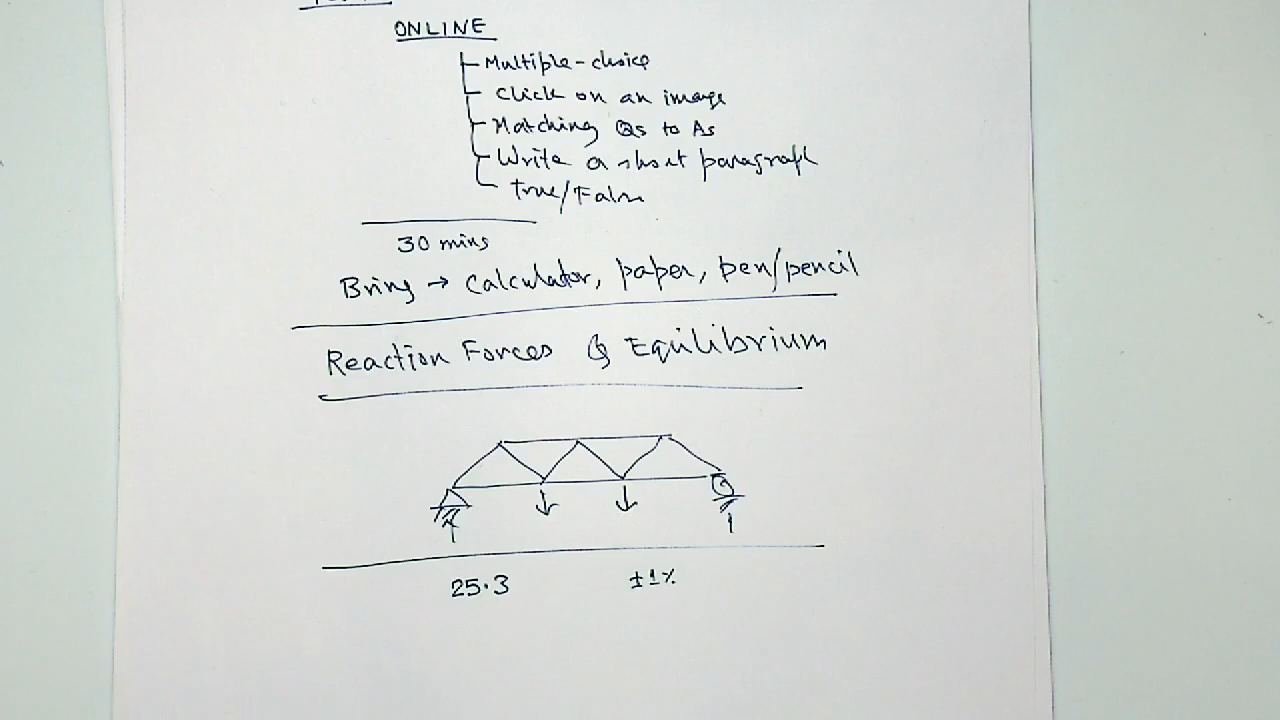 ONLINE
Multiple-choice
Click on an image
Matching Qs to As
Write a short paragraph
True/False
30 mins
Bring → Calculator, paper, pen/pencil
Reaction Forces & Equilibrium
25.3 ±1%